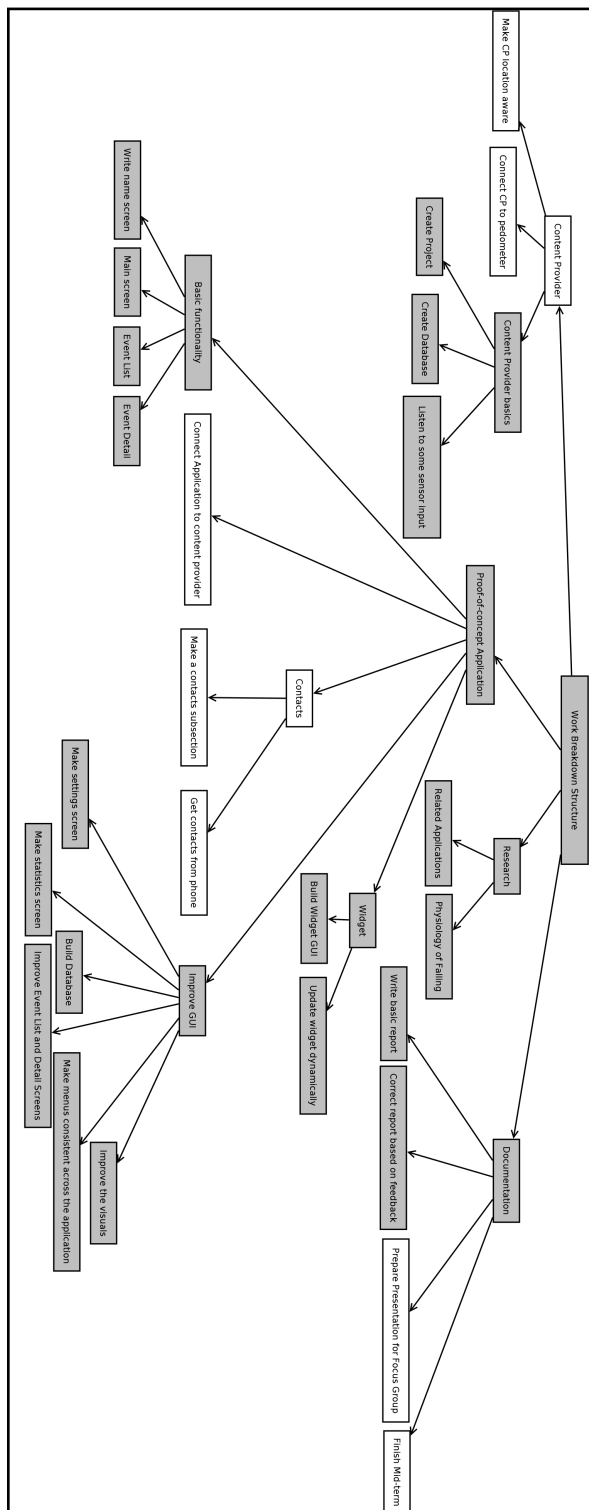 Work Breakdown Structure
Content Provider
Proof-of-concept Application
Research
Documentation
Make CP location aware
Connect CP to pedometer
Content Provider basics
Create Project
Create Database
Listen to some sensor input
Related Applications
Physiology of Falling
Write basic report
Correct report based on feedback
Prepare Presentation for Focus Group
Finish Mid-term
Basic functionality
Connect Application to content provider
Contacts
Widget
Improve GUI
Write name screen
Main screen
Event List
Event Detail
Make a contacts subsection
Get contacts from phone
Build Widget GUI
Update widget dynamically
Make settings screen
Make statistics screen
Build Database
Improve Event List and Detail Screens
Make menus consistent across the application
Improve the visuals